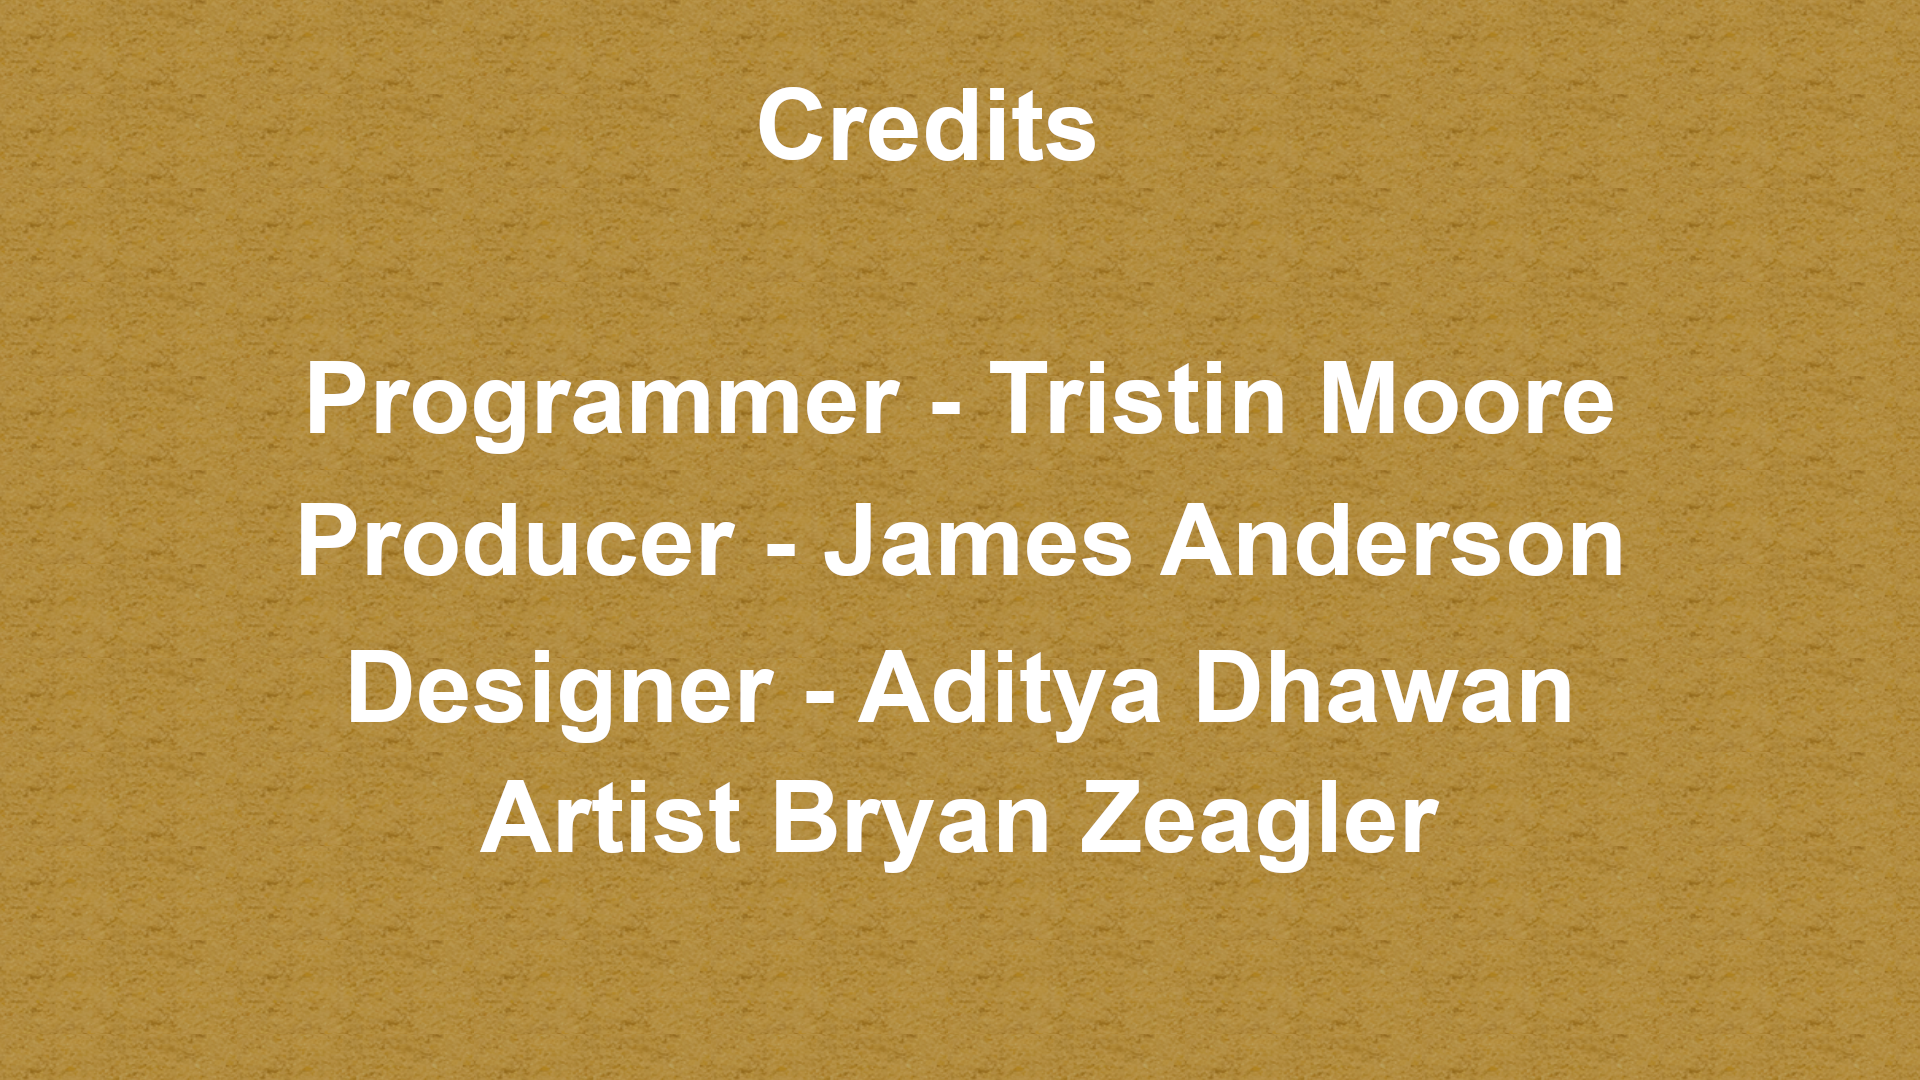 Credits
Programmer - Tristin Moore
Producer - James Anderson
Designer - Aditya Dhawan
Artist Bryan Zeagler